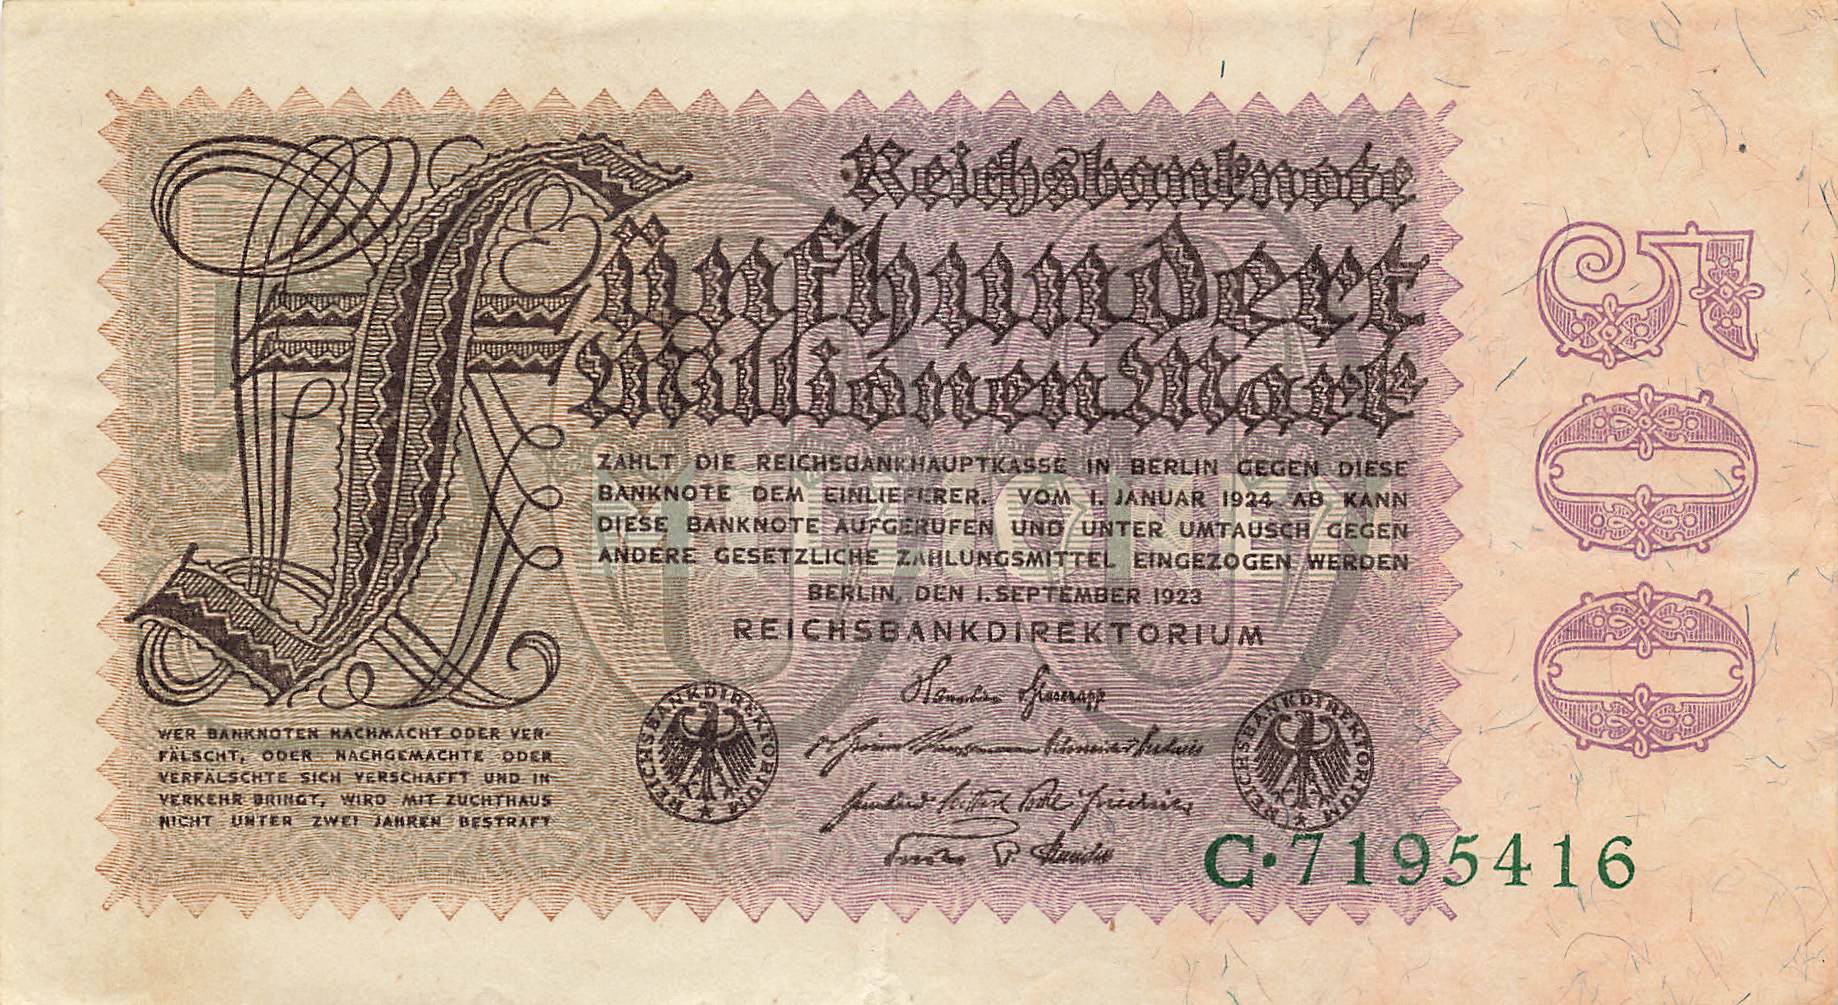 Reichsbanknote
Fünfhundert
Millionen Mark
ZAHLT DIE REICHSBANKHAUPTKASSE IN BERLIN GEGEN DIESE
BANKNOTE DEM EINLIEFERER. VOM 1. JANUAR 1924 AB KANN
DIESE BANKNOTE AUFGERUFEN UND UNTER UMTAUSCH GEGEN
ANDERE GESETZLICHE ZAHLUNGSMITTEL EINGEZOGEN WERDEN
BERLIN, DEN 1. SEPTEMBER 1923
REICHSBANKDIREKTORIUM
WER BANKNOTEN NACHMACHT ODER VER-
FÄLSCHT, ODER NACHGEMACHTE ODER
VERFÄLSCHTE SICH VERSCHAFFT UND IN
VERKEHR BRINGT, WIRD MIT ZUCHTHAUS
NICHT UNTER ZWEI JAHREN BESTRAFT
REICHSBANKDIREKTORIUM
REICHSBANKDIREKTORIUM
C·7195416
500